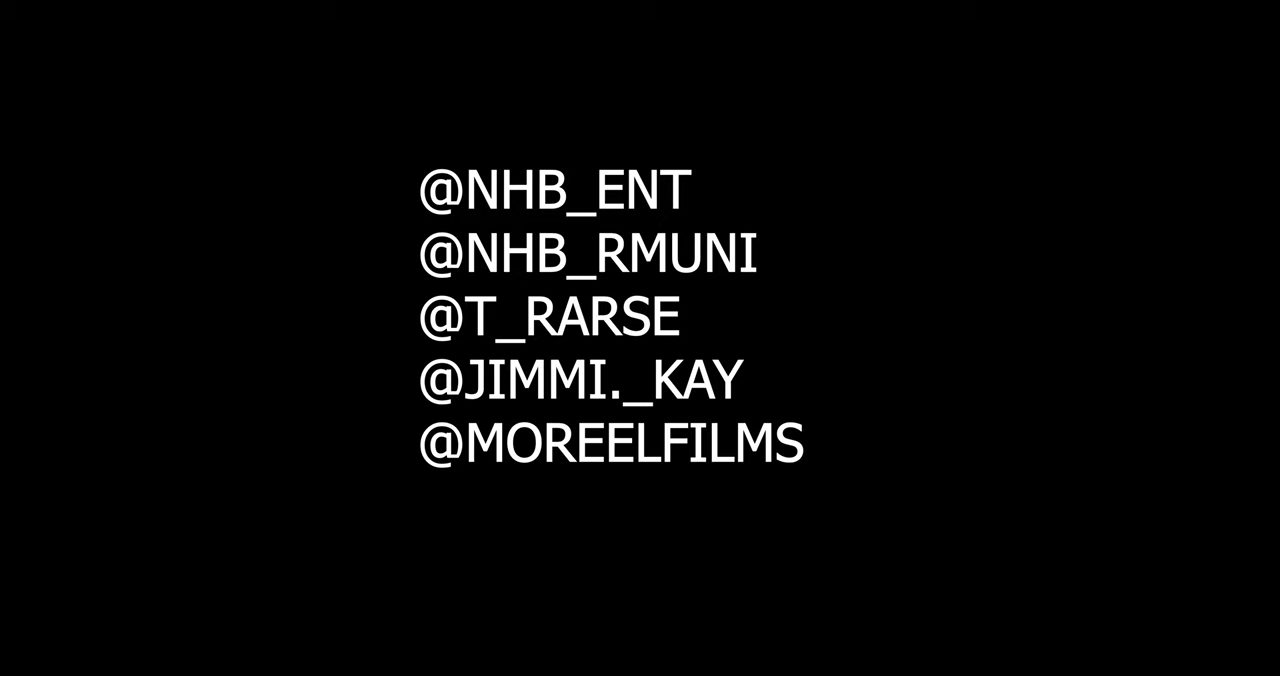 @NHB_ENT
@NHB_RMUNI
@T_RARSE
@JIMMI._KAY
@MOREELFILMS